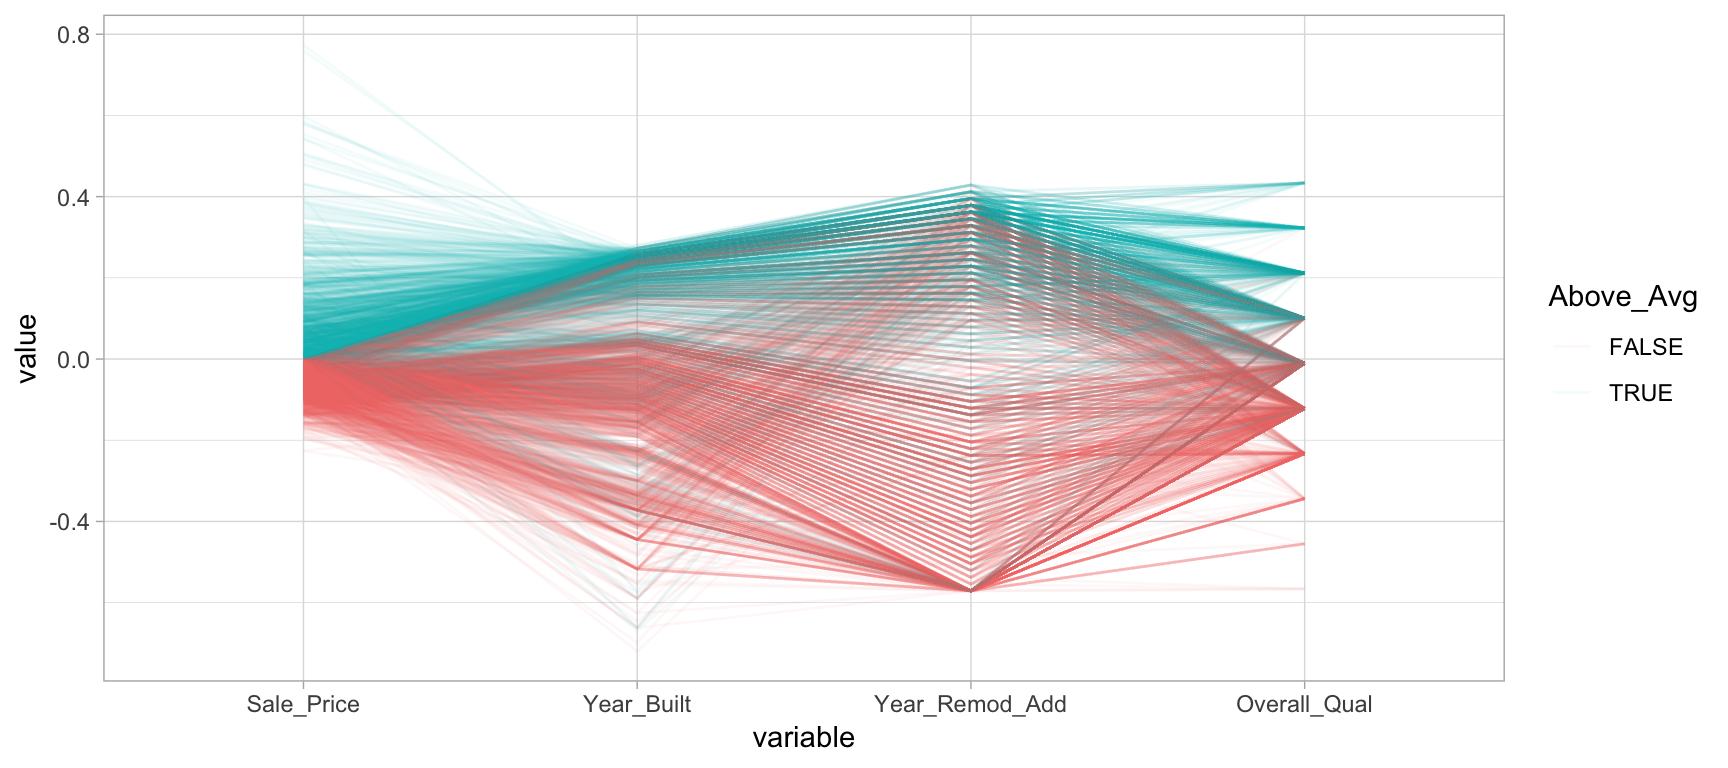 0.8
0.4
0.0
-0.4
value
Sale_Price
Year_Built
Year_Remod_Add
Overall_Qual
variable
Above_Avg
FALSE
TRUE